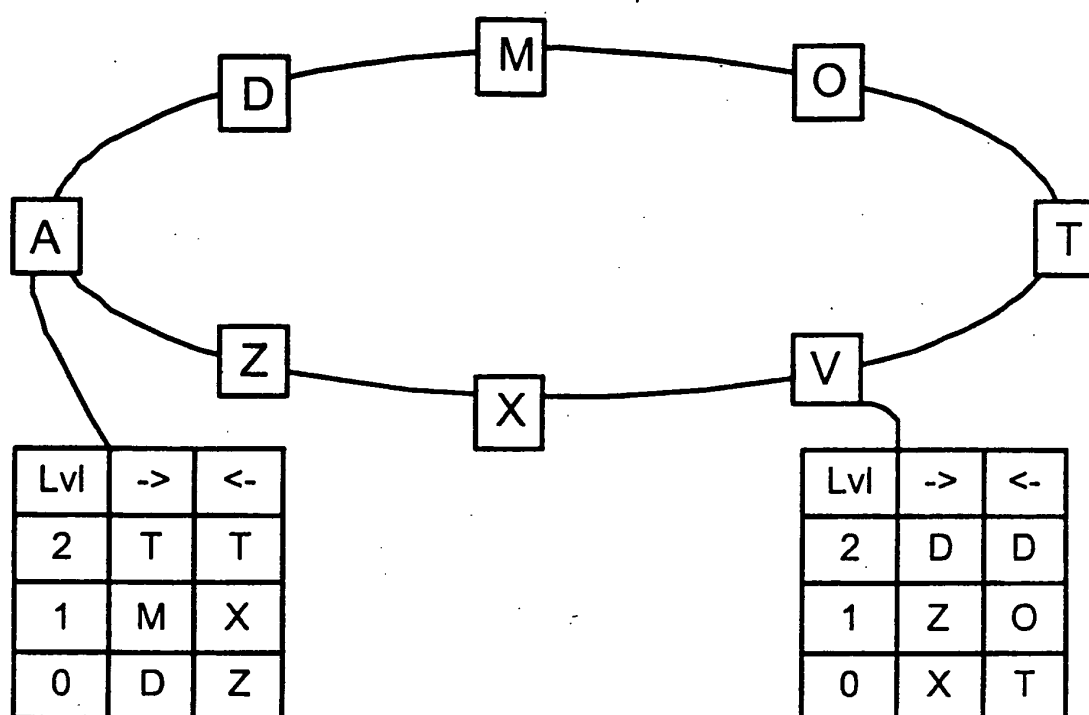 M
D
O
A
T
Z
V
X
Lvl -> <-
2 T T
1 M X
0 D Z
Lvl -> <-
2 D D
1 Z O
0 X T